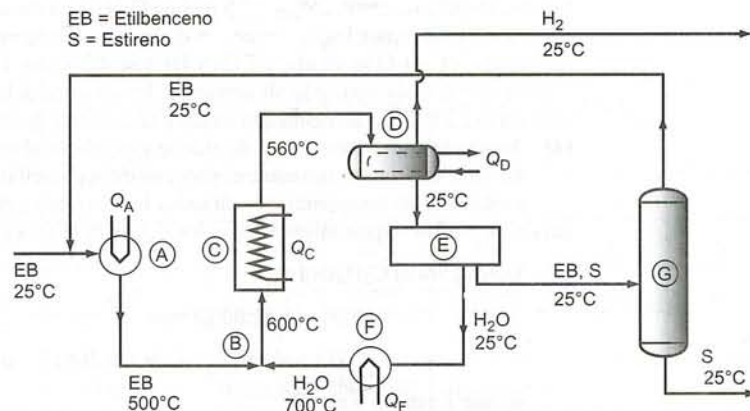 EB = Etilbenceno
S = Estireno
H₂
25°C
EB
25°C
D
560°C
Q_D
25°C
Q_A
A
C
Q_C
E
EB
25°C
G
EB, S
25°C
600°C
F
H₂O
25°C
B
S
25°C
EB
500°C
H₂O
700°C
Q_F